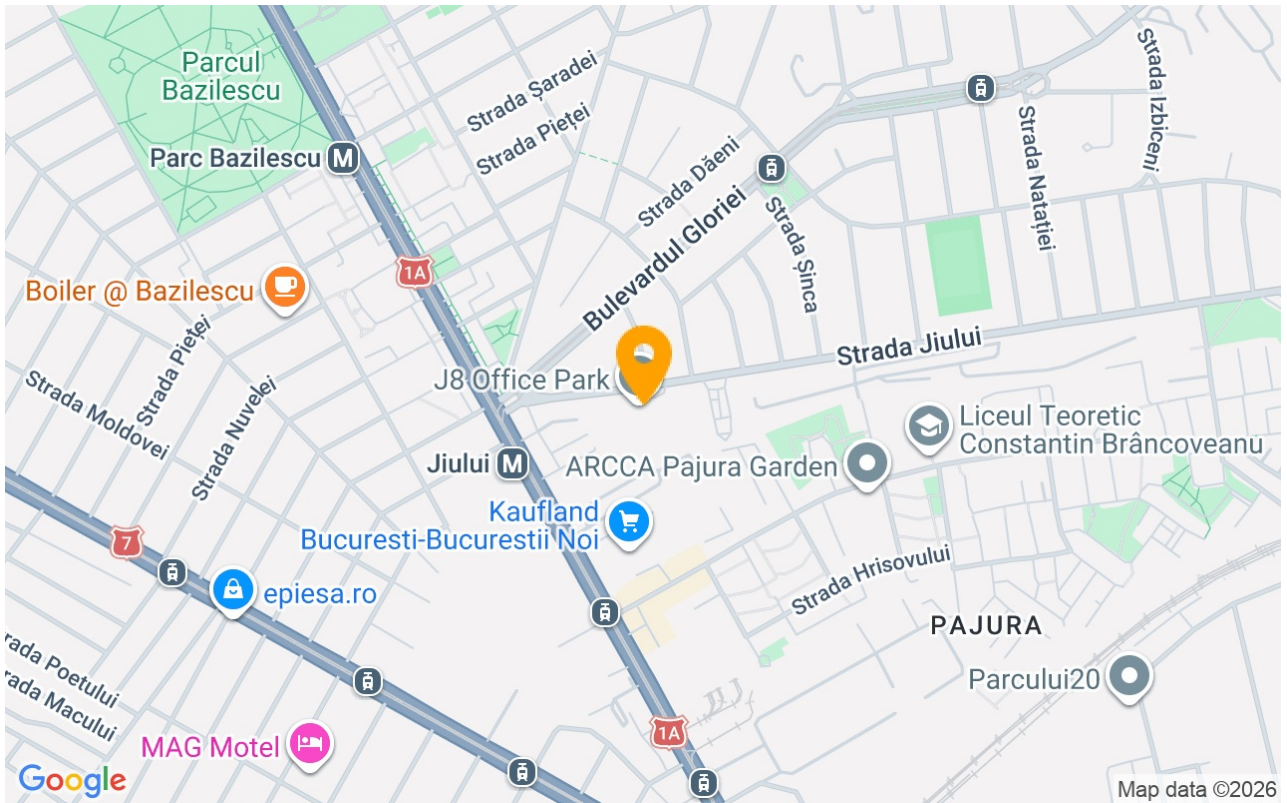 Parcul
Bazilescu
Strada Șaradei
Strada Pieței
Parc Bazilescu
M
Strada Dăeni
Bulevardul Gloriei
Strada Șinca
Strada Natației
Strada Izbiceni
1A
Boiler @ Bazilescu
Strada Pieței
Strada Nuvelei
Strada Moldovei
J8 Office Park
Strada Jiului
Liceul Teoretic
Constantin Brâncoveanu
Jiului
M
ARCCA Pajura Garden
Kaufland
Bucuresti-Bucurestii Noi
7
epiesa.ro
Strada Hrisovului
PAJURA
Parcului20
rada Poetului
rada Macului
MAG Motel
1A
Google
Map data ©2026